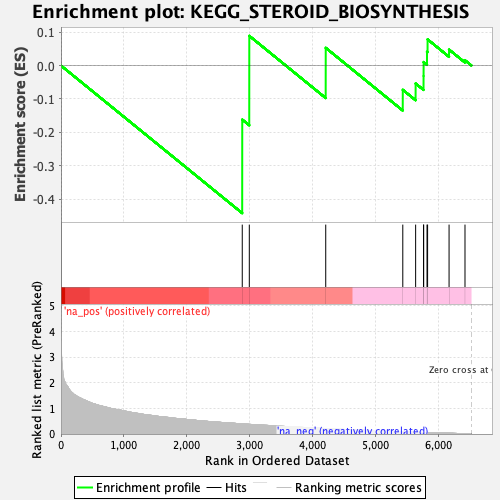 Enrichment plot: KEGG_STEROID_BIOSYNTHESIS
Enrichment score (ES)
0.1
0.0
-0.1
-0.2
-0.3
-0.4
'na_pos' (positively correlated)
Ranked list metric (PreRanked)
5
4
3
2
1
0
Zero cross at
'na_neg' (negatively correlated)
0
1,000
2,000
3,000
4,000
5,000
6,000
Rank in Ordered Dataset
Enrichment profile
Hits
Ranking metric scores